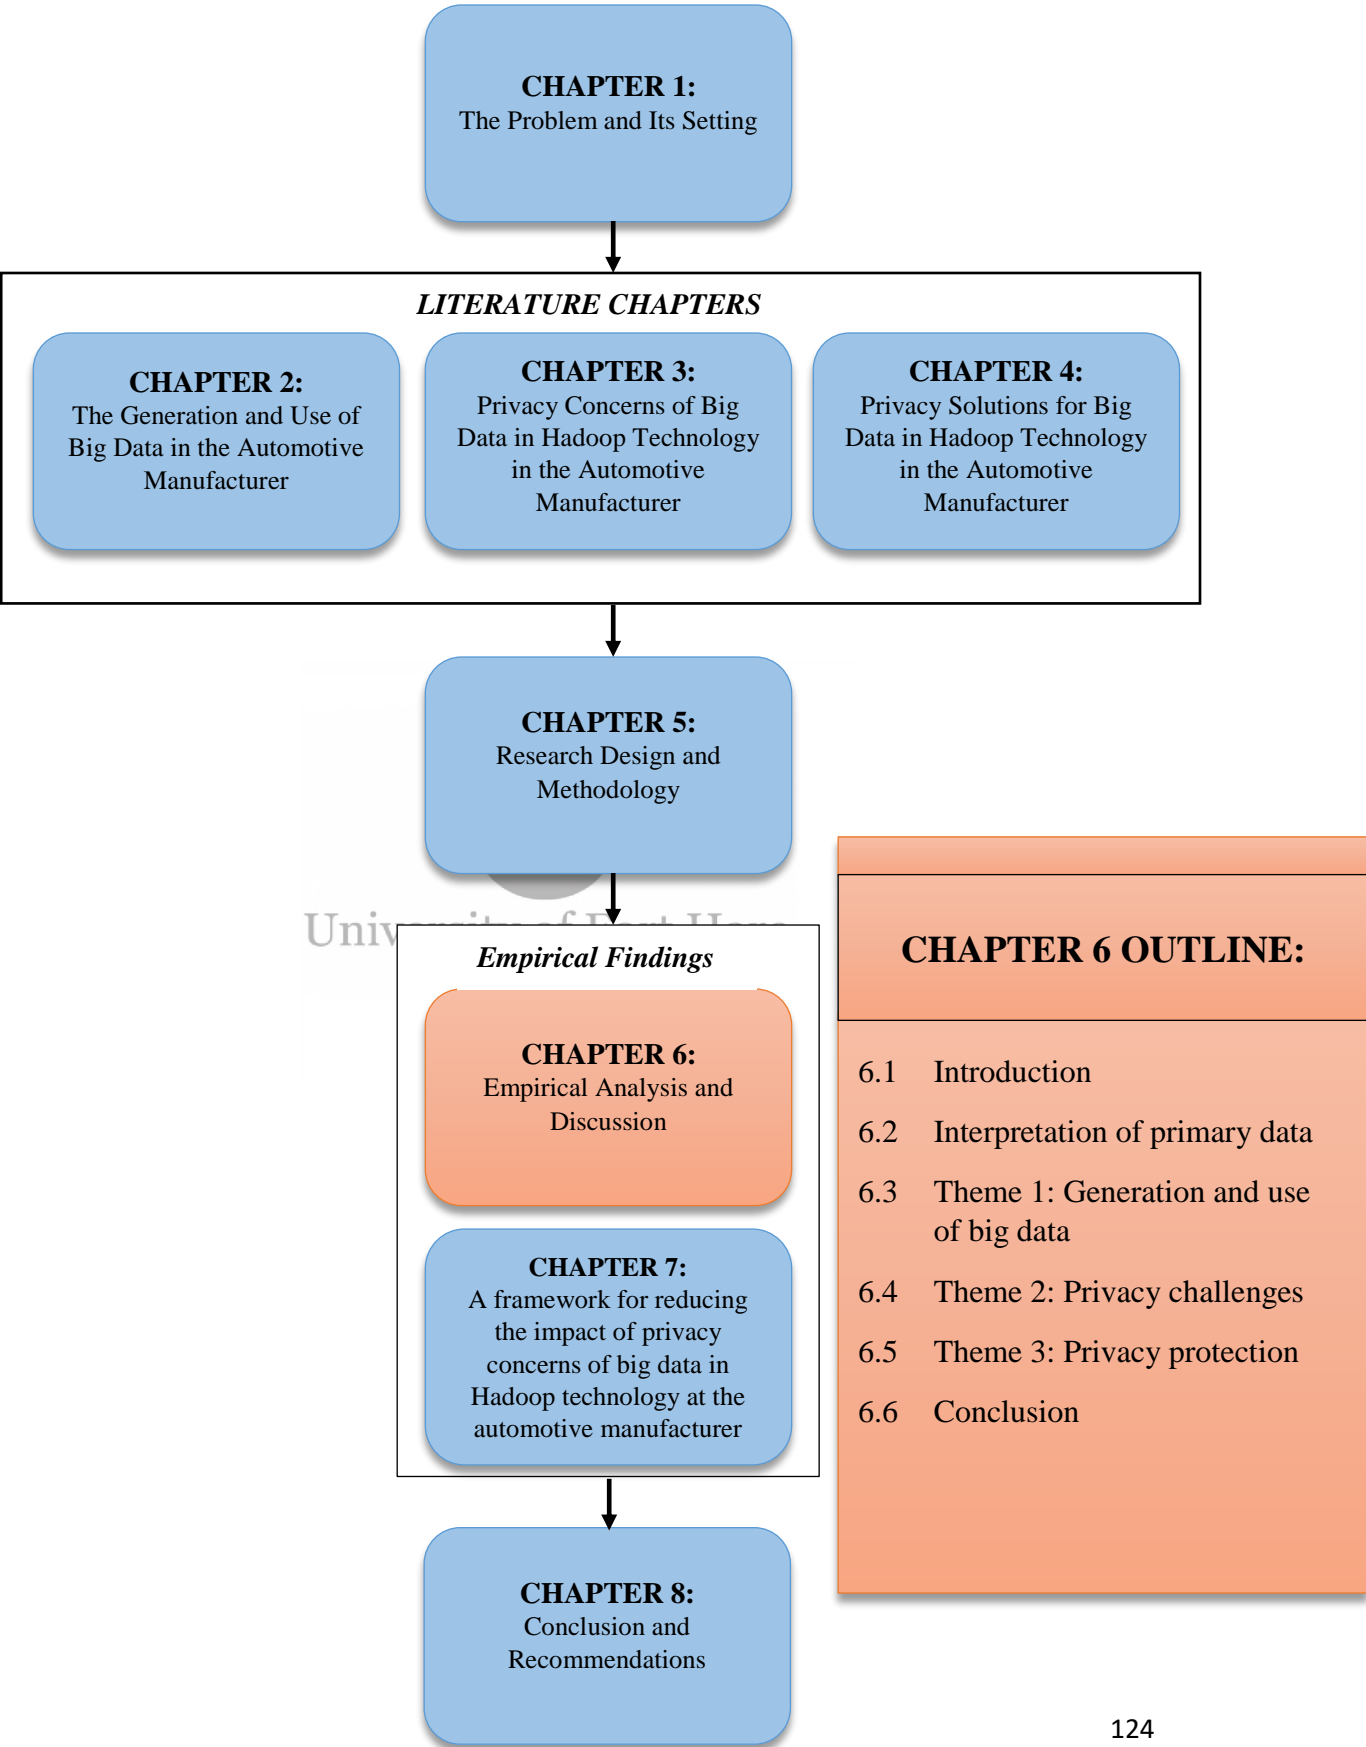 CHAPTER 1:
The Problem and Its Setting
LITERATURE CHAPTERS
CHAPTER 2:
The Generation and Use of
Big Data in the Automotive
Manufacturer
CHAPTER 3:
Privacy Concerns of Big
Data in Hadoop Technology
in the Automotive
Manufacturer
CHAPTER 4:
Privacy Solutions for Big
Data in Hadoop Technology
in the Automotive
Manufacturer
CHAPTER 5:
Research Design and
Methodology
University of Fort Hare
Empirical Findings
CHAPTER 6:
Empirical Analysis and
Discussion
CHAPTER 7:
A framework for reducing
the impact of privacy
concerns of big data in
Hadoop technology at the
automotive manufacturer
CHAPTER 8:
Conclusion and
Recommendations
CHAPTER 6 OUTLINE:
6.1 Introduction
6.2 Interpretation of primary data
6.3 Theme 1: Generation and use
of big data
6.4 Theme 2: Privacy challenges
6.5 Theme 3: Privacy protection
6.6 Conclusion
124